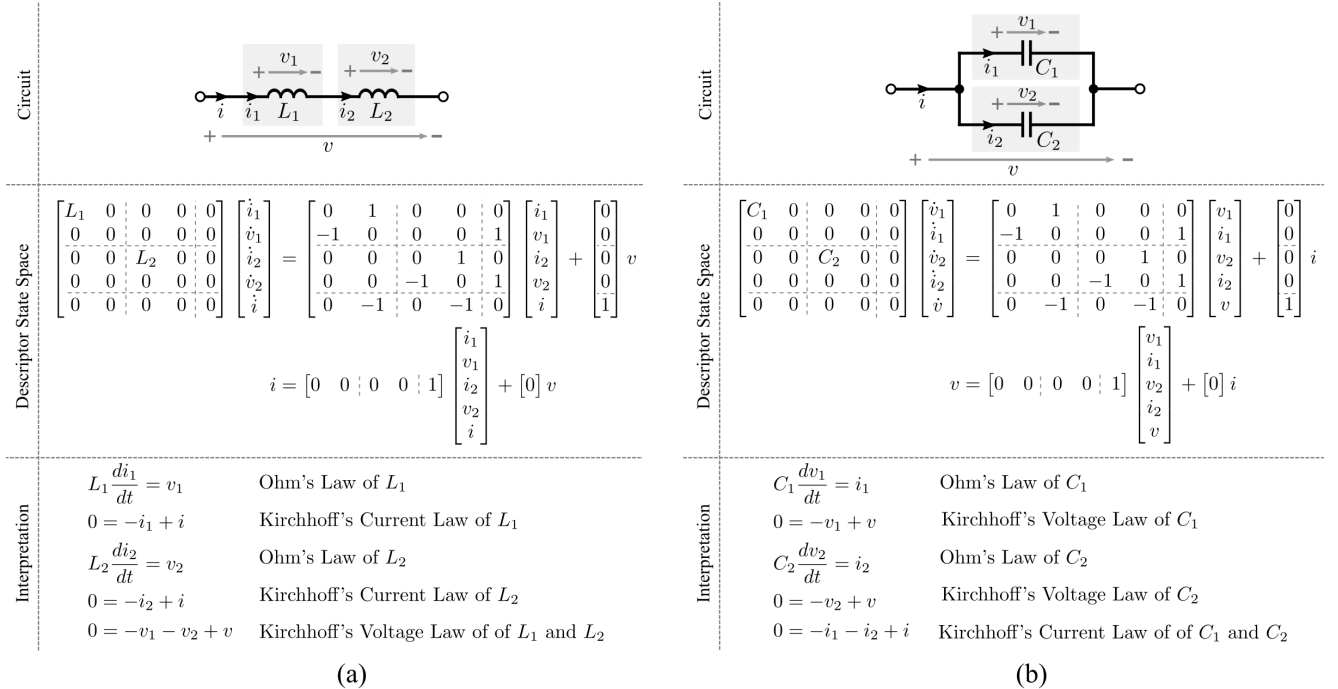 Circuit
v₁ v₂
+ − + −
i i₁ L₁ i₂ L₂
+ −
v
Descriptor State Space
[L₁ 0 0 0 0] [i̇₁] [0 1 0 0 0] [i₁] [0]
[0 0 0 0 0] [v̇₁] [−1 0 0 0 1] [v₁] [0]
[0 0 L₂ 0 0] [i̇₂] = [0 0 0 1 0] [i₂] + [0] v
[0 0 0 0 0] [v̇₂] [0 0 −1 0 1] [v₂] [0]
[0 0 0 0 0] [i̇] [0 −1 0 −1 0] [i] [1]
[i₁]
[v₁]
i = [0 0 0 0 1] [i₂] + [0] v
[v₂]
[i]
Interpretation
L₁ di₁/dt = v₁ Ohm's Law of L₁
0 = −i₁ + i Kirchhoff's Current Law of L₁
L₂ di₂/dt = v₂ Ohm's Law of L₂
0 = −i₂ + i Kirchhoff's Current Law of L₂
0 = −v₁ − v₂ + v Kirchhoff's Voltage Law of of L₁ and L₂
(a)
Circuit
v₁
+ −
i₁ C₁
i v₂
+ −
i₂ C₂
+ −
v
Descriptor State Space
[C₁ 0 0 0 0] [v̇₁] [0 1 0 0 0] [v₁] [0]
[0 0 0 0 0] [i̇₁] [−1 0 0 0 1] [i₁] [0]
[0 0 C₂ 0 0] [v̇₂] = [0 0 0 1 0] [v₂] + [0] i
[0 0 0 0 0] [i̇₂] [0 0 −1 0 1] [i₂] [0]
[0 0 0 0 0] [v̇] [0 −1 0 −1 0] [v] [1]
[v₁]
[i₁]
v = [0 0 0 0 1] [v₂] + [0] i
[i₂]
[v]
Interpretation
C₁ dv₁/dt = i₁ Ohm's Law of C₁
0 = −v₁ + v Kirchhoff's Voltage Law of C₁
C₂ dv₂/dt = i₂ Ohm's Law of C₂
0 = −v₂ + v Kirchhoff's Voltage Law of C₂
0 = −i₁ − i₂ + i Kirchhoff's Current Law of of C₁ and C₂
(b)